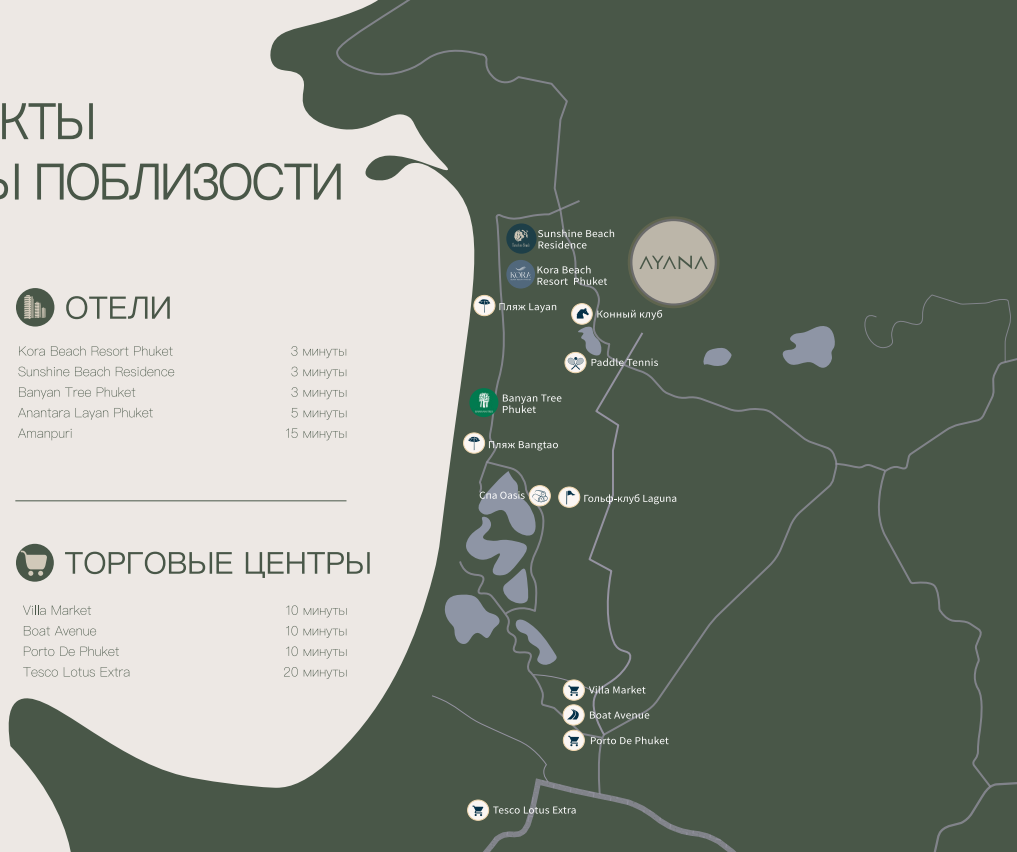 КТЫ
Ы ПОБЛИЗОСТИ
ОТЕЛИ
Kora Beach Resort Phuket 3 минуты
Sunshine Beach Residence 3 минуты
Banyan Tree Phuket 3 минуты
Anantara Layan Phuket 5 минуты
Amanpuri 15 минуты
ТОРГОВЫЕ ЦЕНТРЫ
Villa Market 10 минуты
Boat Avenue 10 минуты
Porto De Phuket 10 минуты
Tesco Lotus Extra 20 минуты
Sunshine Beach
Residence
KORA
Kora Beach
Resort Phuket
AYANA
Пляж Layan
Конный клуб
Paddle Tennis
Banyan Tree
Phuket
Пляж Bangtao
Спа Oasis
Гольф-клуб Laguna
Villa Market
Boat Avenue
Porto De Phuket
Tesco Lotus Extra